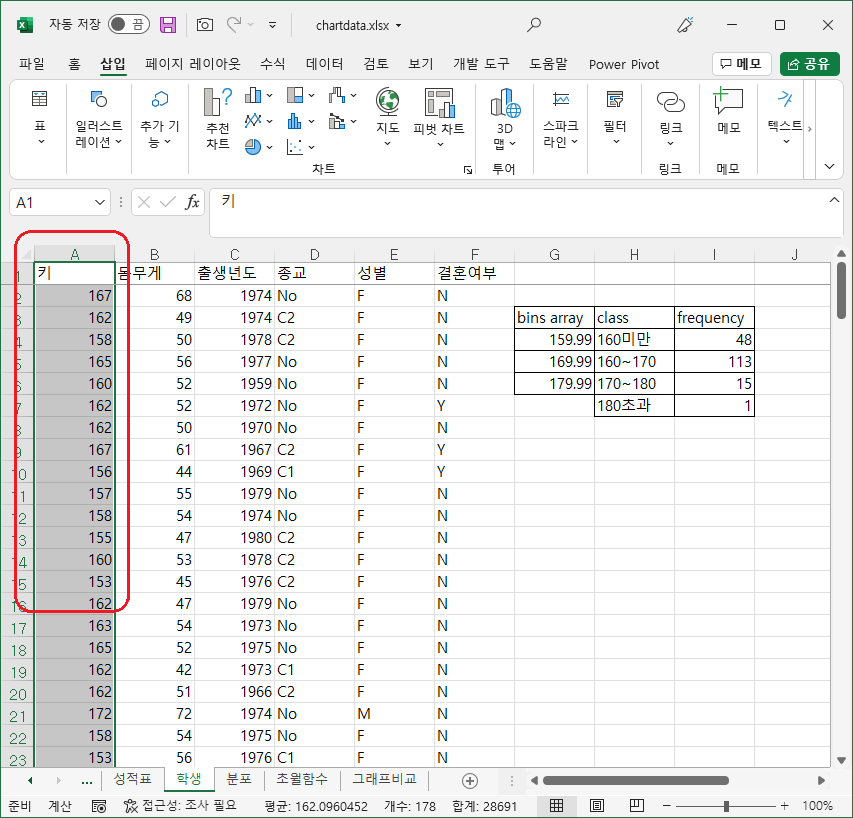 자동 저장 끔 chartdata.xlsx
파일 홈 삽입 페이지 레이아웃 수식 데이터 검토 보기 개발 도구 도움말 Power Pivot 메모 공유
표 일러스트레이션 추가 기능 추천 차트 지도 피벗 차트 3D 맵 스파크라인 필터 링크 메모 텍스트
차트 투어 링크 메모
A1 fx 키
A B C D E F G H I J
1 키 몸무게 출생년도 종교 성별 결혼여부
2 167 68 1974 No F N
3 162 49 1974 C2 F N bins array class frequency
4 158 50 1978 C2 F N 159.99 160미만 48
5 165 56 1977 No F N 169.99 160~170 113
6 160 52 1959 No F N 179.99 170~180 15
7 162 52 1972 No F Y 180초과 1
8 162 50 1970 No F N
9 167 61 1967 C2 F Y
10 156 44 1969 C1 F Y
11 157 55 1979 No F N
12 158 54 1974 No F N
13 155 47 1980 C2 F N
14 160 53 1978 C2 F N
15 153 45 1976 C2 F N
16 162 47 1979 No F N
17 163 54 1973 No F N
18 165 52 1975 No F N
19 162 42 1973 C1 F N
20 162 51 1966 C2 F N
21 172 72 1974 No M N
22 158 54 1975 No F N
23 153 56 1976 C1 F N
... 성적표 학생 분포 초월함수 그래프비교
준비 계산 접근성: 조사 필요 평균: 162.0960452 개수: 178 합계: 28691 100%